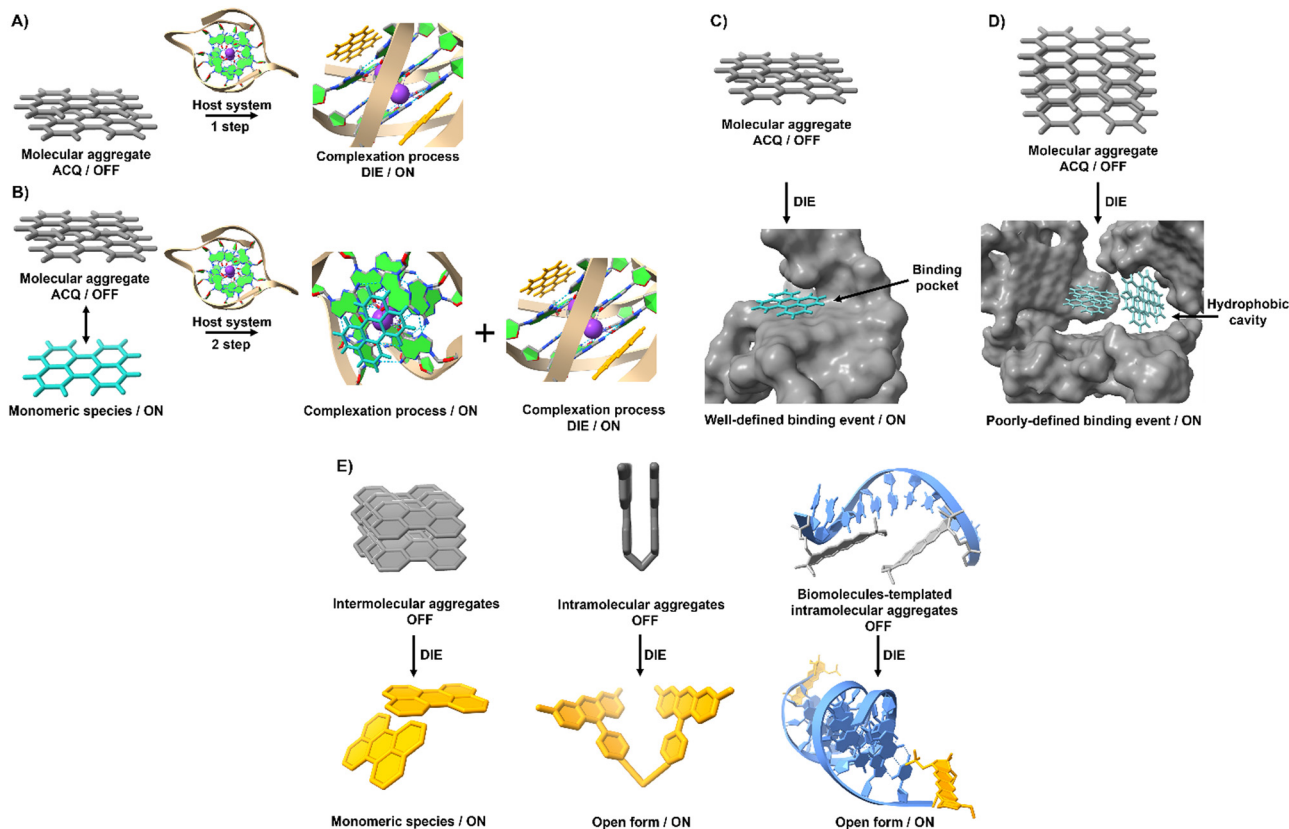 A)
Host system
1 step
Molecular aggregate
ACQ / OFF
Complexation process
DIE / ON
B)
Molecular aggregate
ACQ / OFF
Host system
2 step
Monomeric species / ON
Complexation process / ON
+
Complexation process
DIE / ON
C)
Molecular aggregate
ACQ / OFF
DIE
Binding
pocket
Well-defined binding event / ON
D)
Molecular aggregate
ACQ / OFF
DIE
Hydrophobic
cavity
Poorly-defined binding event / ON
E)
Intermolecular aggregates
OFF
DIE
Monomeric species / ON
Intramolecular aggregates
OFF
DIE
Open form / ON
Biomolecules-templated
intramolecular aggregates
OFF
DIE
Open form / ON